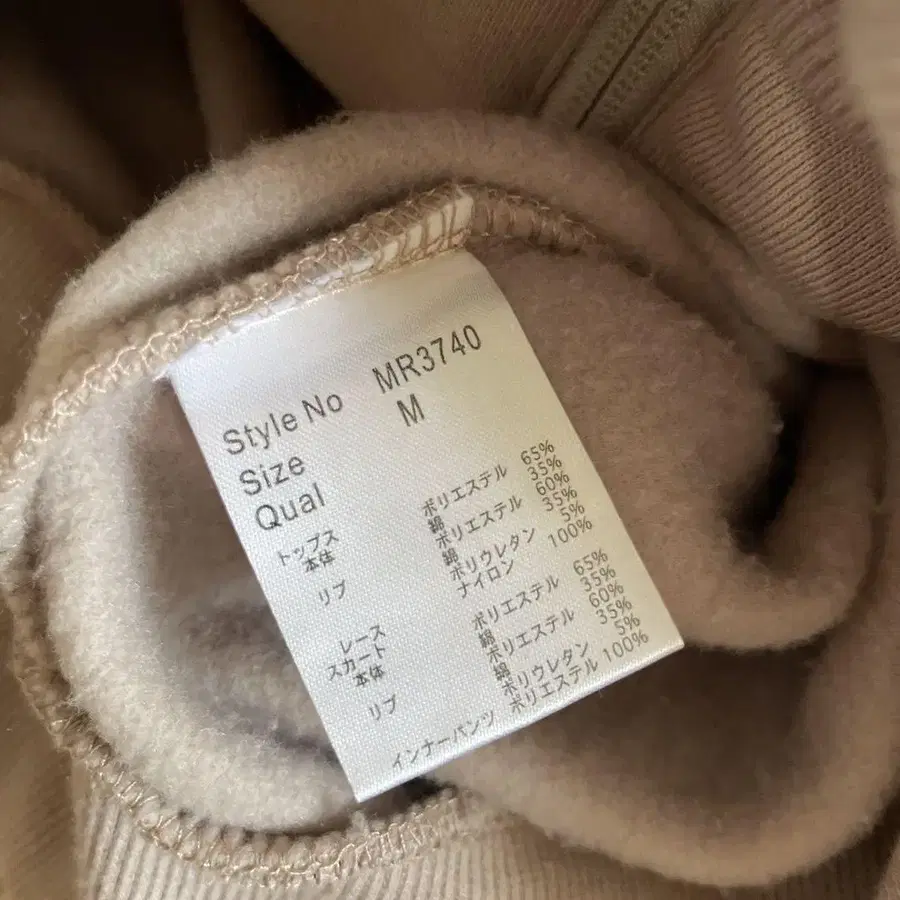 Style No MR3740
Size M
Qual
トップス
本体 ポリエステル 65%
綿 35%
リブ ポリエステル 60%
綿 35%
ポリウレタン 5%
レース ナイロン 100%
スカート
本体 ポリエステル 65%
綿 35%
リブ ポリエステル 60%
綿 35%
ポリウレタン 5%
インナーパンツ ポリエステル 100%